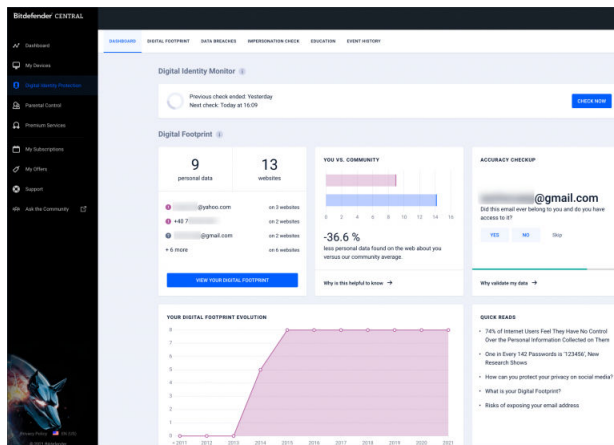 Bitdefender CENTRAL
Dashboard
My Devices
Digital Identity Protection
Parental Control
Premium Services
My Subscriptions
My Offers
Support
Ask the Community
DASHBOARD DIGITAL FOOTPRINT DATA BREACHES IMPERSONATION CHECK EDUCATION EVENT HISTORY
Digital Identity Monitor
Previous check ended: Yesterday
Next check: Today at 16:09
CHECK NOW
Digital Footprint
9
personal data
13
websites
@yahoo.com on 3 websites
+40 7 on 2 websites
@gmail.com on 2 websites
+ 6 more on 6 websites
VIEW YOUR DIGITAL FOOTPRINT
YOU VS. COMMUNITY
0 2 4 6 8 10 12 14 16
-36.6 %
less personal data found on the web about you
versus our community average.
Why is this helpful to know →
ACCURACY CHECKUP
@gmail.com
Did this email ever belong to you and do you have
access to it?
YES NO Skip
Why validate my data →
YOUR DIGITAL FOOTPRINT EVOLUTION
8
7
6
5
4
3
2
1
0
< 2011 2012 2013 2014 2015 2016 2017 2018 2019 2020 2021
QUICK READS
• 74% of Internet Users Feel They Have No Control
Over the Personal Information Collected on Them
• One in Every 142 Passwords is '123456', New
Research Shows
• How can you protect your privacy on social media?
• What is your Digital Footprint?
• Risks of exposing your email address
Privacy Policy
© 2021 Bitdefender